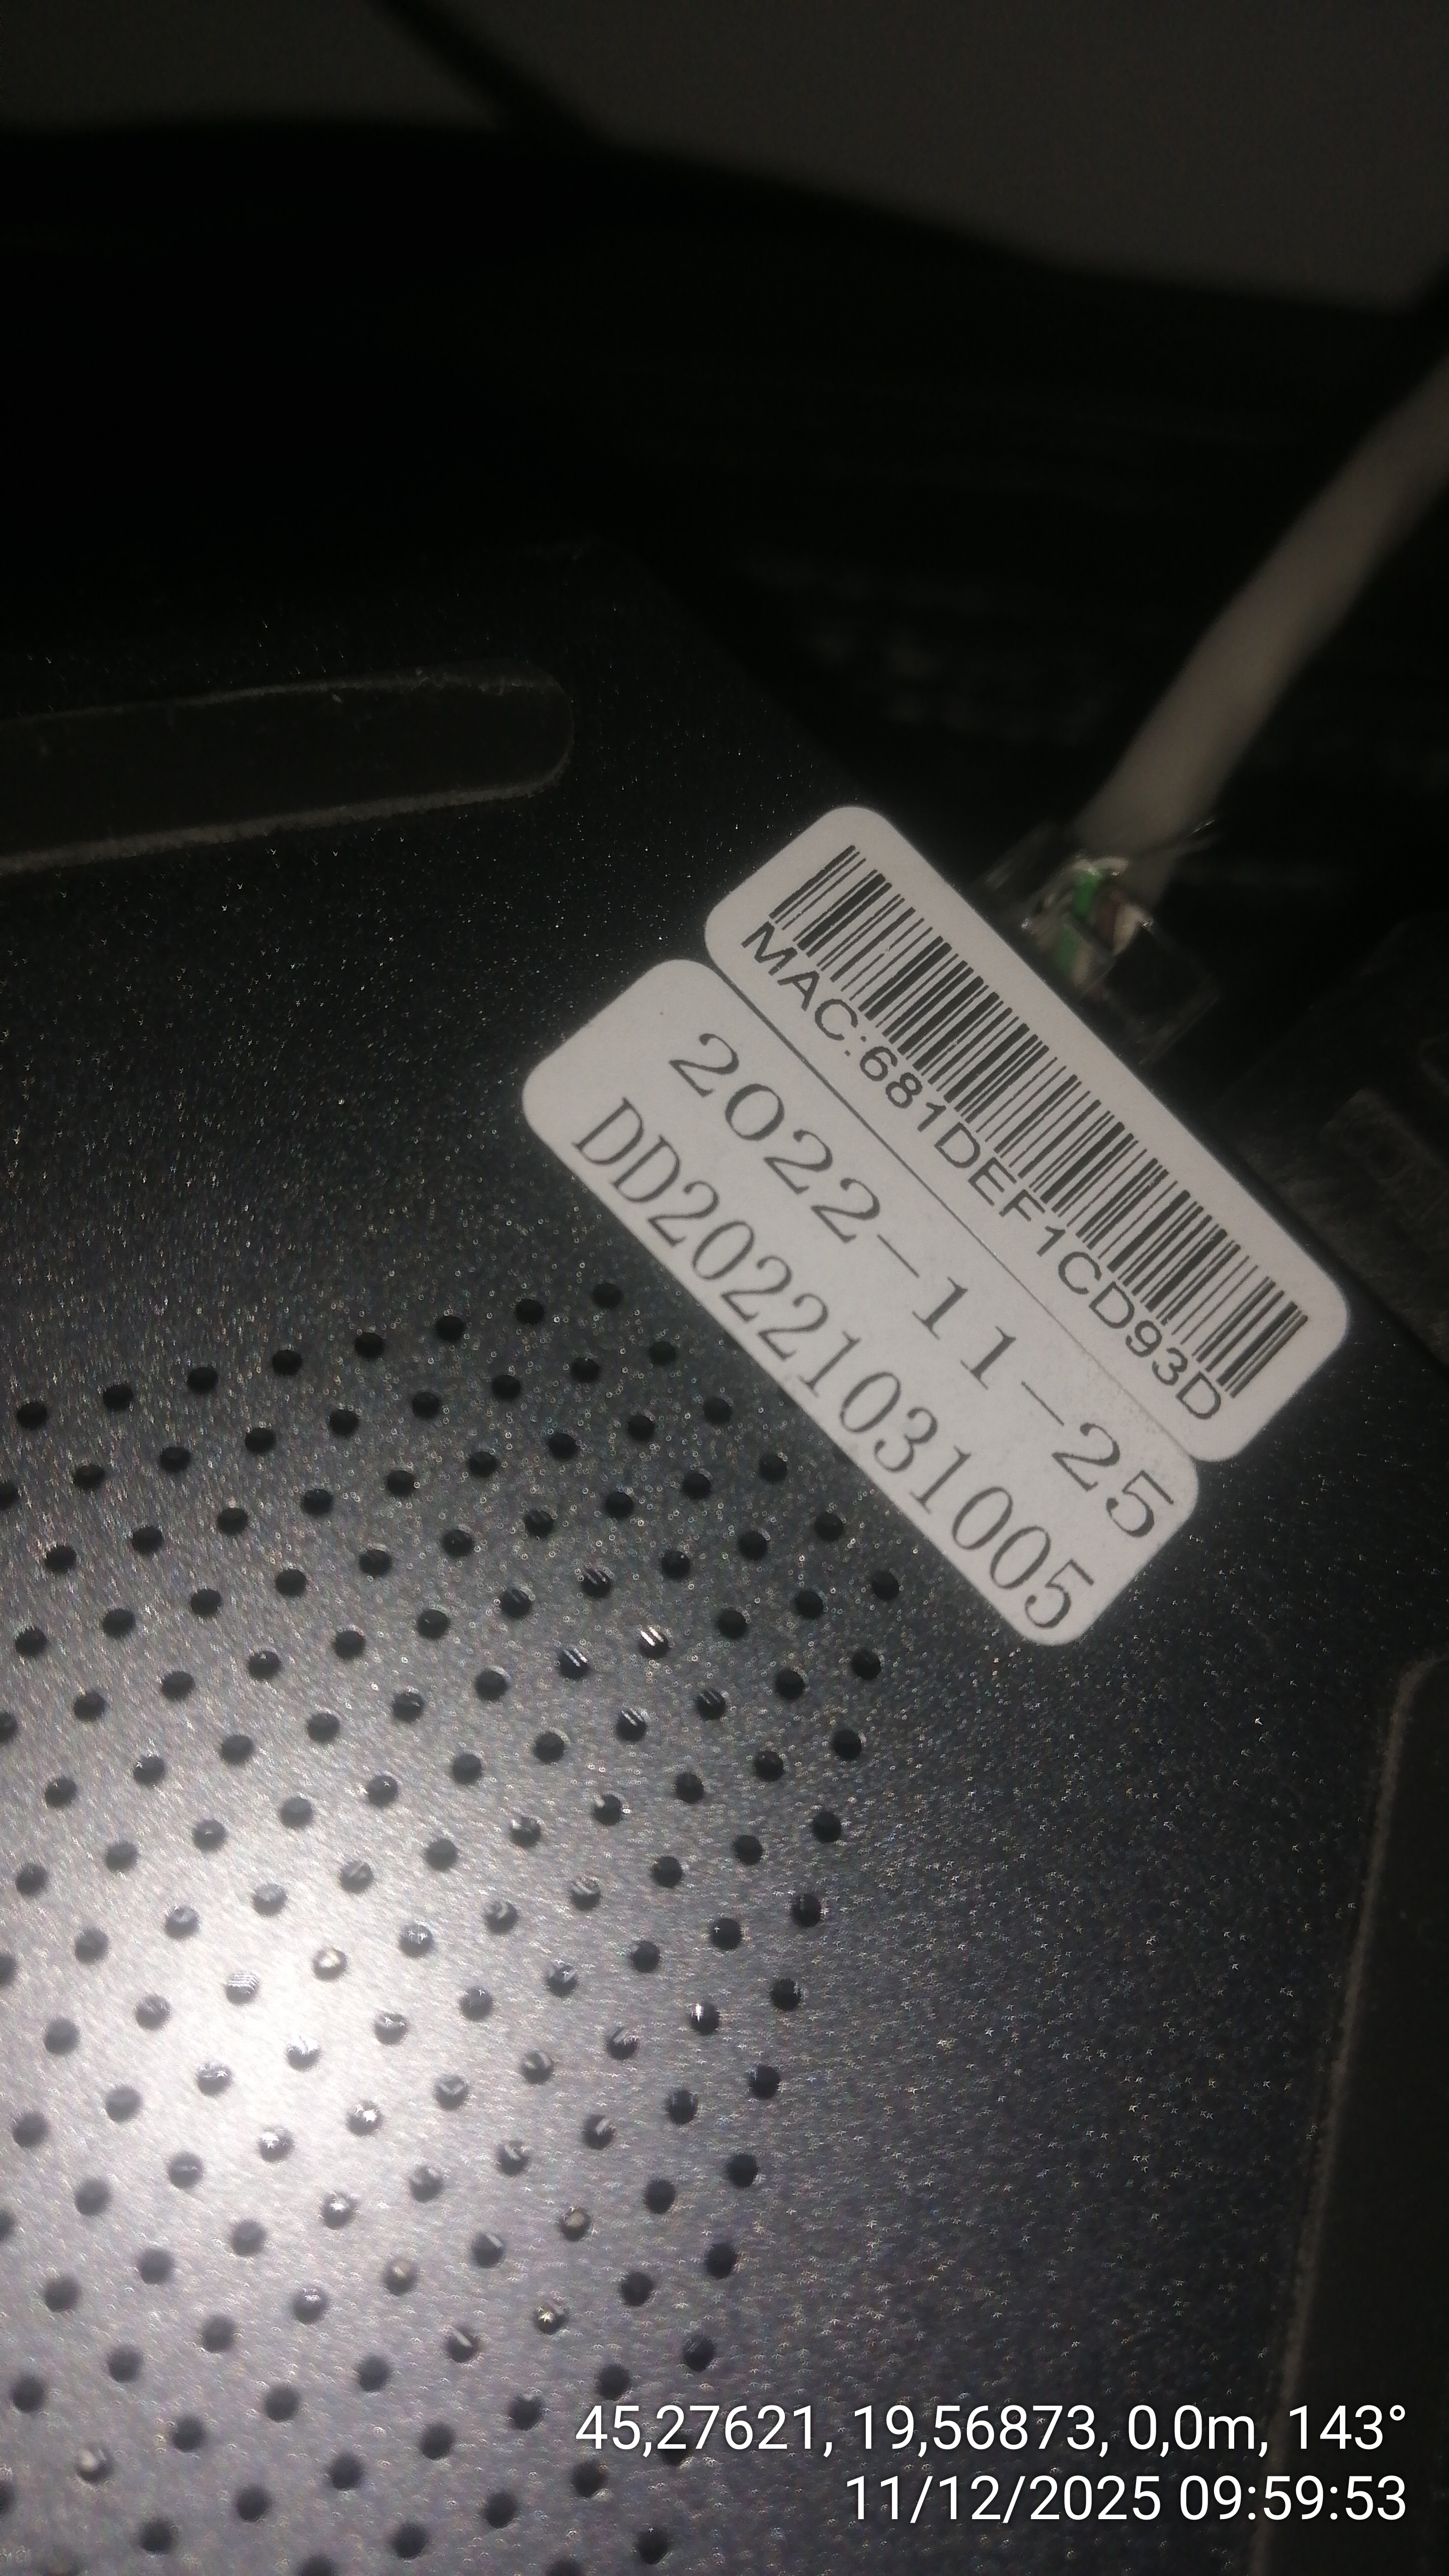 MAC:681DEF1CD93D
2022-11-25
DD20221031005
45,27621, 19,56873, 0,0m, 143°
11/12/2025 09:59:53